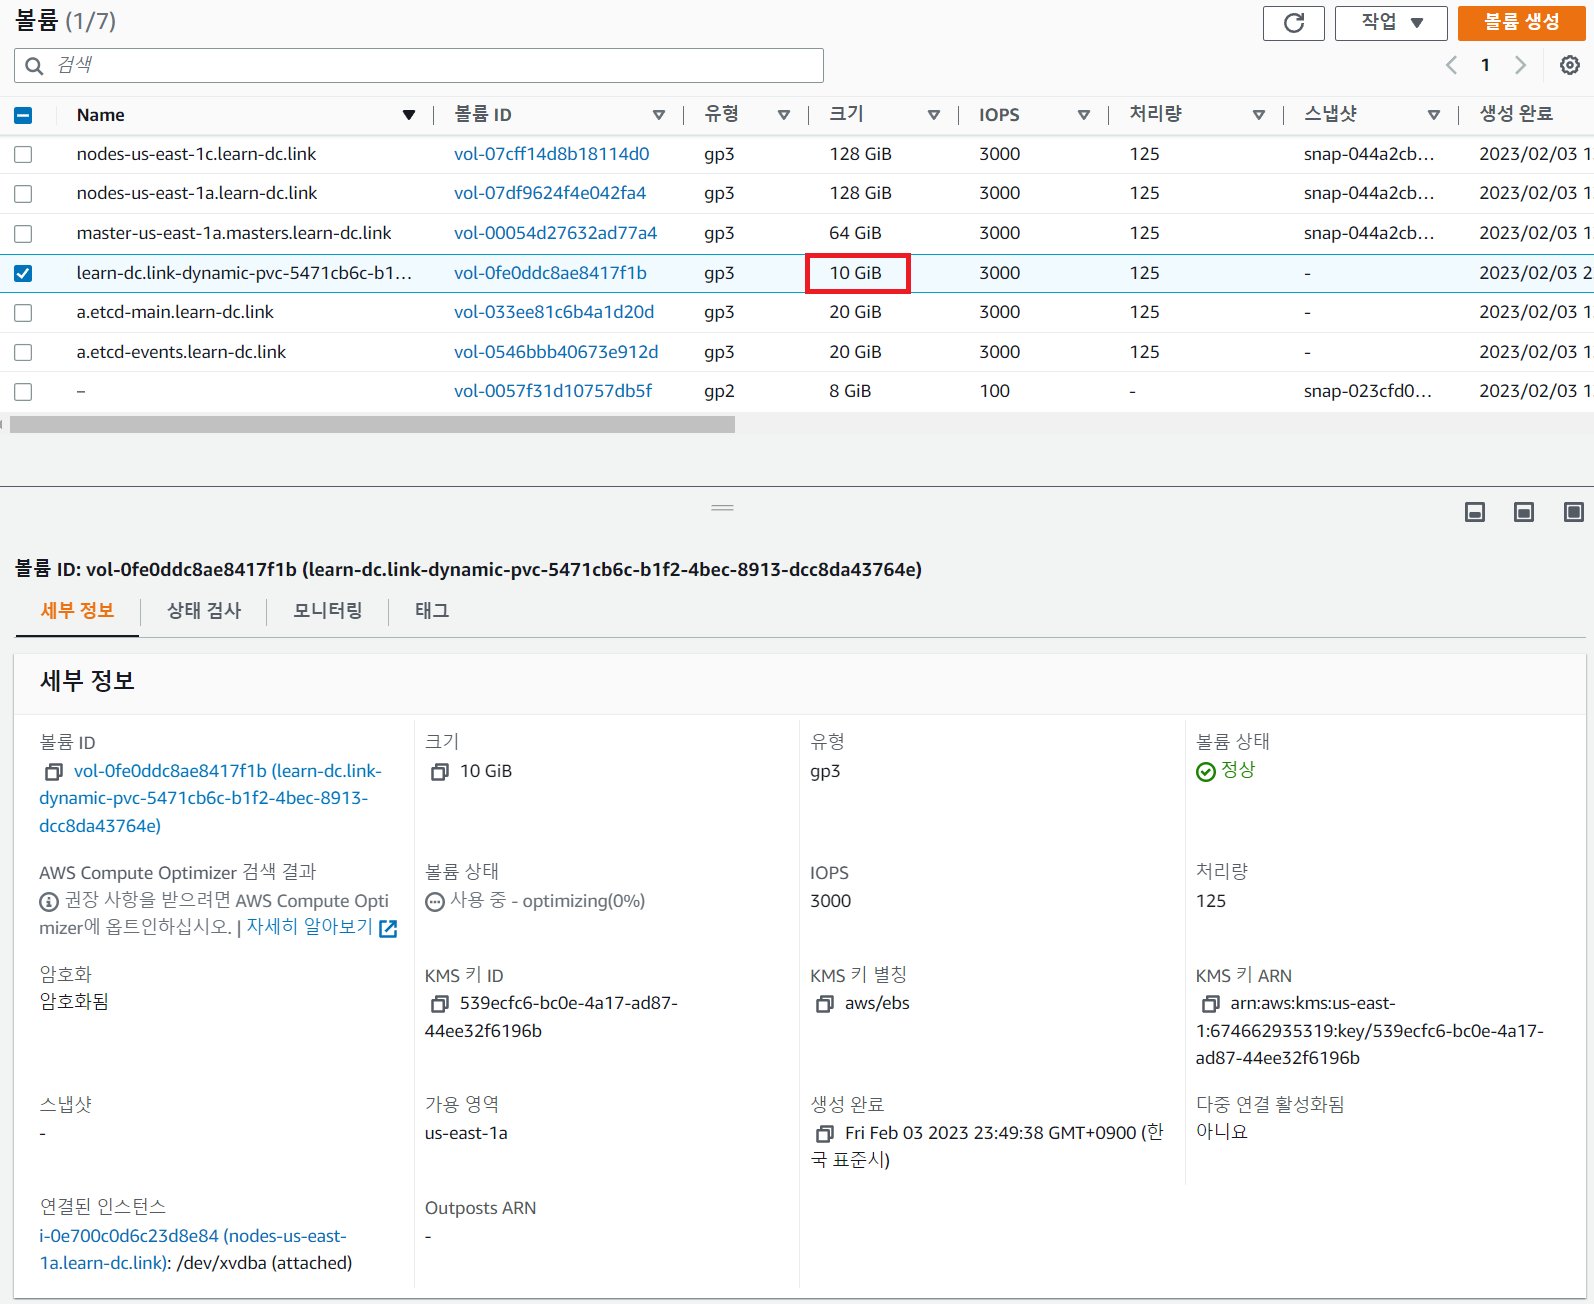 볼륨 (1/7)
작업
볼륨 생성
검색
1
Name 볼륨 ID 유형 크기 IOPS 처리량 스냅샷 생성 완료
nodes-us-east-1c.learn-dc.link vol-07cff14d8b18114d0 gp3 128 GiB 3000 125 snap-044a2cb... 2023/02/03 1
nodes-us-east-1a.learn-dc.link vol-07df9624f4e042fa4 gp3 128 GiB 3000 125 snap-044a2cb... 2023/02/03 1
master-us-east-1a.masters.learn-dc.link vol-00054d27632ad77a4 gp3 64 GiB 3000 125 snap-044a2cb... 2023/02/03 1
learn-dc.link-dynamic-pvc-5471cb6c-b1... vol-0fe0ddc8ae8417f1b gp3 10 GiB 3000 125 - 2023/02/03 2
a.etcd-main.learn-dc.link vol-033ee81c6b4a1d20d gp3 20 GiB 3000 125 - 2023/02/03 1
a.etcd-events.learn-dc.link vol-0546bbb40673e912d gp3 20 GiB 3000 125 - 2023/02/03 1
– vol-0057f31d10757db5f gp2 8 GiB 100 - snap-023cfd0... 2023/02/03 1
볼륨 ID: vol-0fe0ddc8ae8417f1b (learn-dc.link-dynamic-pvc-5471cb6c-b1f2-4bec-8913-dcc8da43764e)
세부 정보 상태 검사 모니터링 태그
세부 정보
볼륨 ID
vol-0fe0ddc8ae8417f1b (learn-dc.link-
dynamic-pvc-5471cb6c-b1f2-4bec-8913-
dcc8da43764e)
크기
10 GiB
유형
gp3
볼륨 상태
정상
AWS Compute Optimizer 검색 결과
권장 사항을 받으려면 AWS Compute Opti
mizer에 옵트인하십시오. | 자세히 알아보기
볼륨 상태
사용 중 - optimizing(0%)
IOPS
3000
처리량
125
암호화
암호화됨
KMS 키 ID
539ecfc6-bc0e-4a17-ad87-
44ee32f6196b
KMS 키 별칭
aws/ebs
KMS 키 ARN
arn:aws:kms:us-east-
1:674662935319:key/539ecfc6-bc0e-4a17-
ad87-44ee32f6196b
스냅샷
-
가용 영역
us-east-1a
생성 완료
Fri Feb 03 2023 23:49:38 GMT+0900 (한
국 표준시)
다중 연결 활성화됨
아니요
연결된 인스턴스
i-0e700c0d6c23d8e84 (nodes-us-east-
1a.learn-dc.link): /dev/xvdba (attached)
Outposts ARN
-